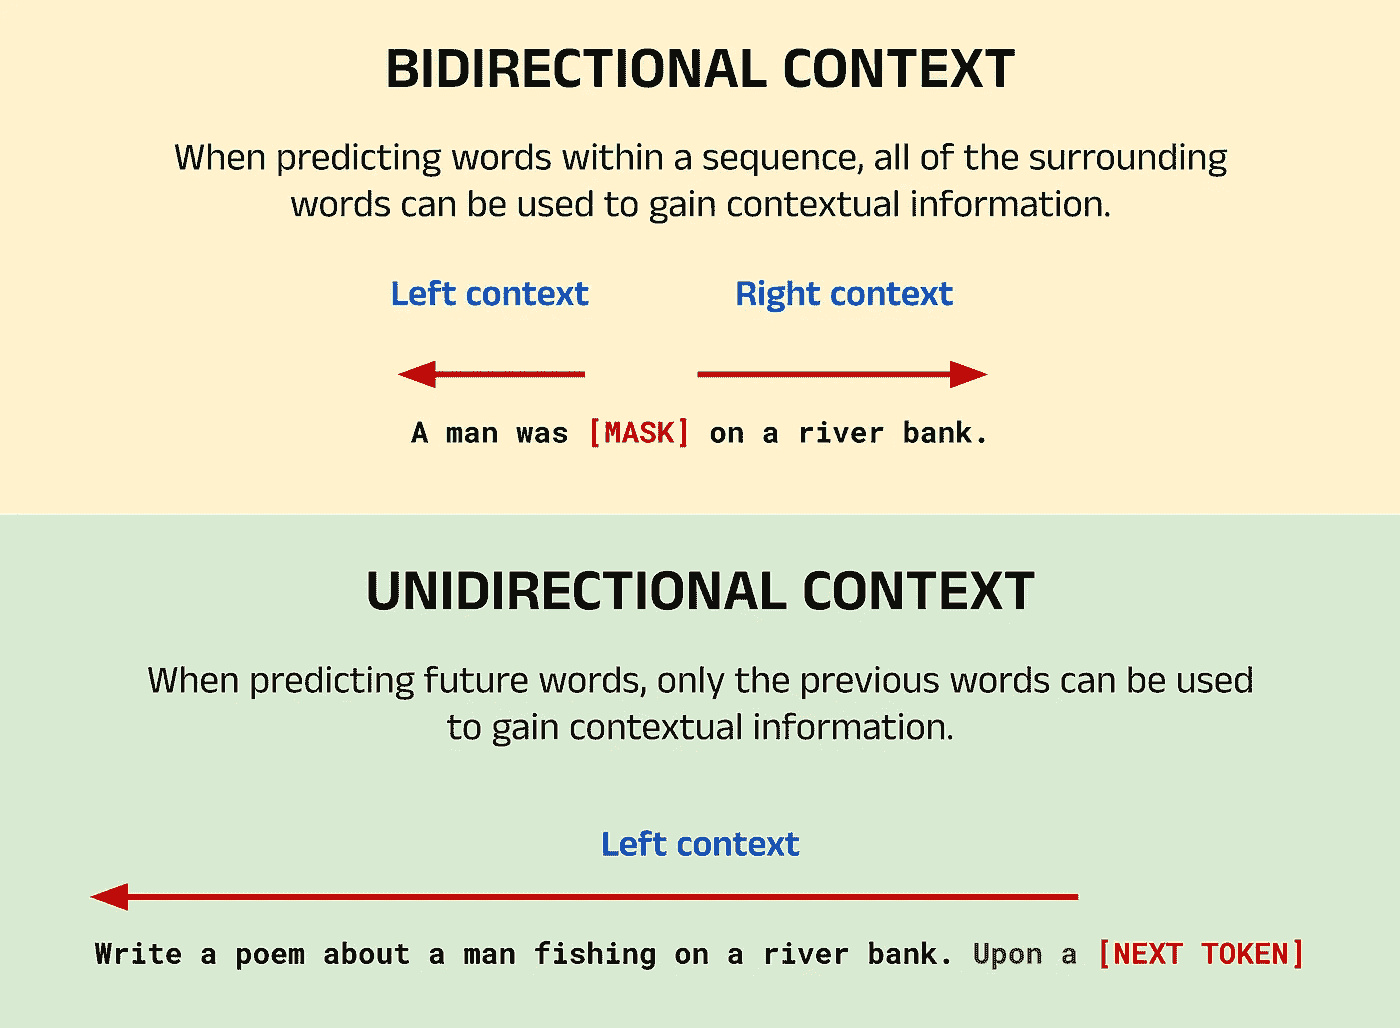 BIDIRECTIONAL CONTEXT
When predicting words within a sequence, all of the surrounding
words can be used to gain contextual information.
Left context Right context
A man was [MASK] on a river bank.
UNIDIRECTIONAL CONTEXT
When predicting future words, only the previous words can be used
to gain contextual information.
Left context
Write a poem about a man fishing on a river bank. Upon a [NEXT TOKEN]